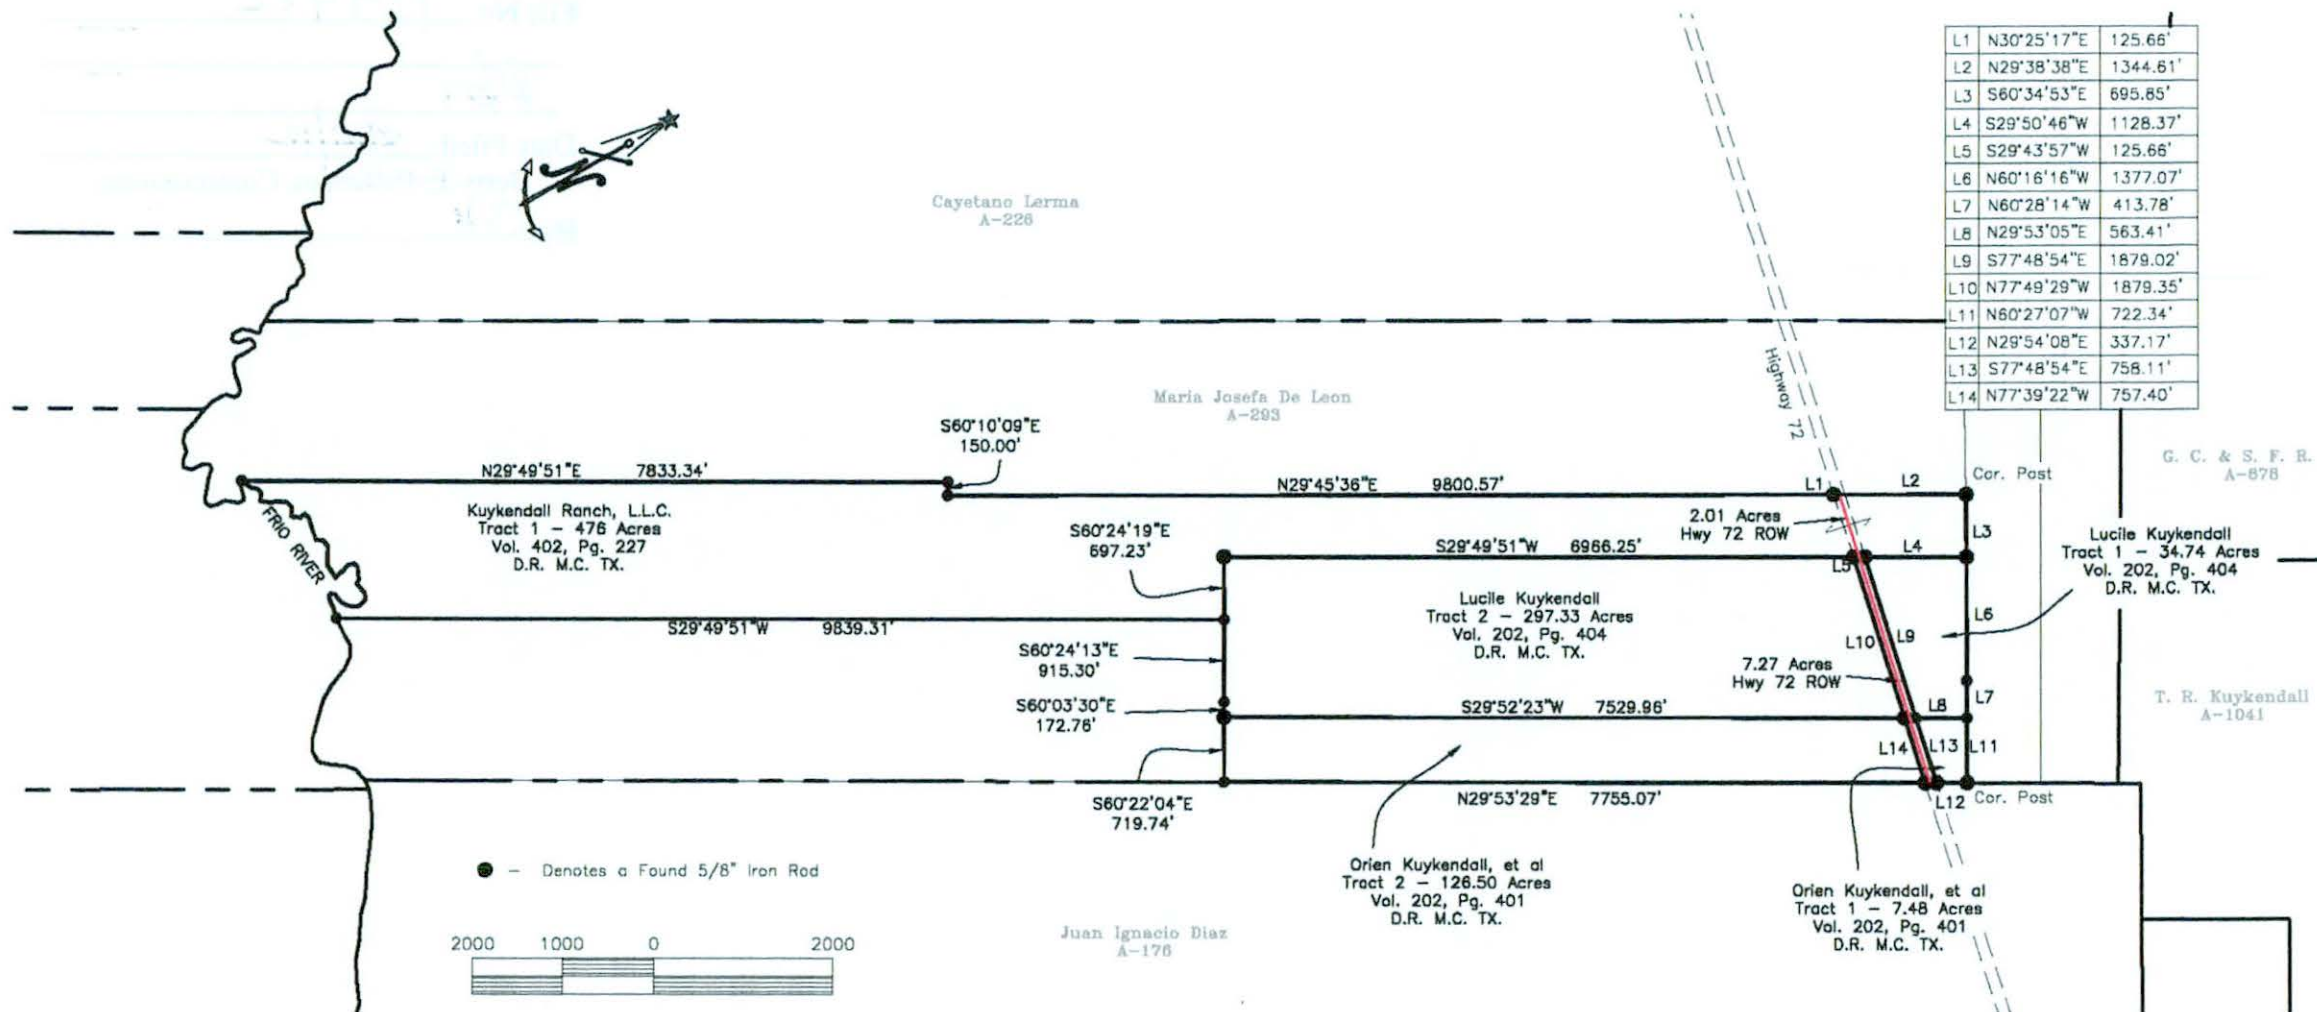 L1 N30°25'17"E 125.66'
L2 N29°38'38"E 1344.61'
L3 S60°34'53"E 695.85'
L4 S29°50'46"W 1128.37'
L5 S29°43'57"W 125.66'
L6 N60°16'16"W 1377.07'
L7 N60°28'14"W 413.78'
L8 N29°53'05"E 563.41'
L9 S77°48'54"E 1879.02'
L10 N77°49'29"W 1879.35'
L11 N60°27'07"W 722.34'
L12 N29°54'08"E 337.17'
L13 S77°48'54"E 758.11'
L14 N77°39'22"W 757.40'
Cayetano Lerma
A-226
Highway 72
Maria Josefa De Leon
A-293
S60°10'09"E
150.00'
N29°49'51"E 7833.34'
N29°45'36"E 9800.57'
L1
L2
Cor. Post
G. C. & S. F. R.
A-678
Kuykendall Ranch, L.L.C.
Tract 1 - 476 Acres
Vol. 402, Pg. 227
D.R. M.C. TX.
FRIO RIVER
2.01 Acres
Hwy 72 ROW
L3
S60°24'19"E
697.23'
S29°49'51"W 6966.25'
L4
L5
Lucile Kuykendall
Tract 1 - 34.74 Acres
Vol. 202, Pg. 404
D.R. M.C. TX.
Lucile Kuykendall
Tract 2 - 297.33 Acres
Vol. 202, Pg. 404
D.R. M.C. TX.
L6
S29°49'51"W 9839.31'
L10
L9
S60°24'13"E
915.30'
7.27 Acres
Hwy 72 ROW
L7
T. R. Kuykendall
A-1041
S60°03'30"E
172.76'
S29°52'23"W 7529.96'
L8
L14
L13
L11
S60°22'04"E
719.74'
N29°53'29"E 7755.07'
L12
Cor. Post
- Denotes a Found 5/8" Iron Rod
Orien Kuykendall, et al
Tract 2 - 126.50 Acres
Vol. 202, Pg. 401
D.R. M.C. TX.
Orien Kuykendall, et al
Tract 1 - 7.48 Acres
Vol. 202, Pg. 401
D.R. M.C. TX.
Juan Ignacio Diaz
A-176
2000 1000 0 2000